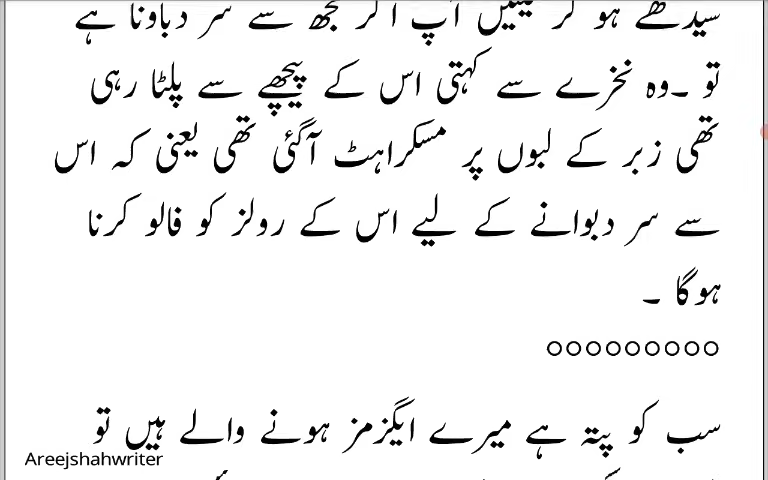 سیدھے ہو کر لیٹیں آپ اگر مجھ سے سر دباونا ہے
تو ۔وہ نخرے سے کہتی اس کے پیچھے سے پلٹا رہی
تھی زبر کے لبوں پر مسکراہٹ آگئی تھی یعنی کہ اس
سے سر دبوانے کے لیے اس کے رولز کو فالو کرنا
ہوگا ۔
○○○○○○○○○
سب کو پتہ ہے میرے ایگزمز ہونے والے ہیں تو
Areejshahwriter